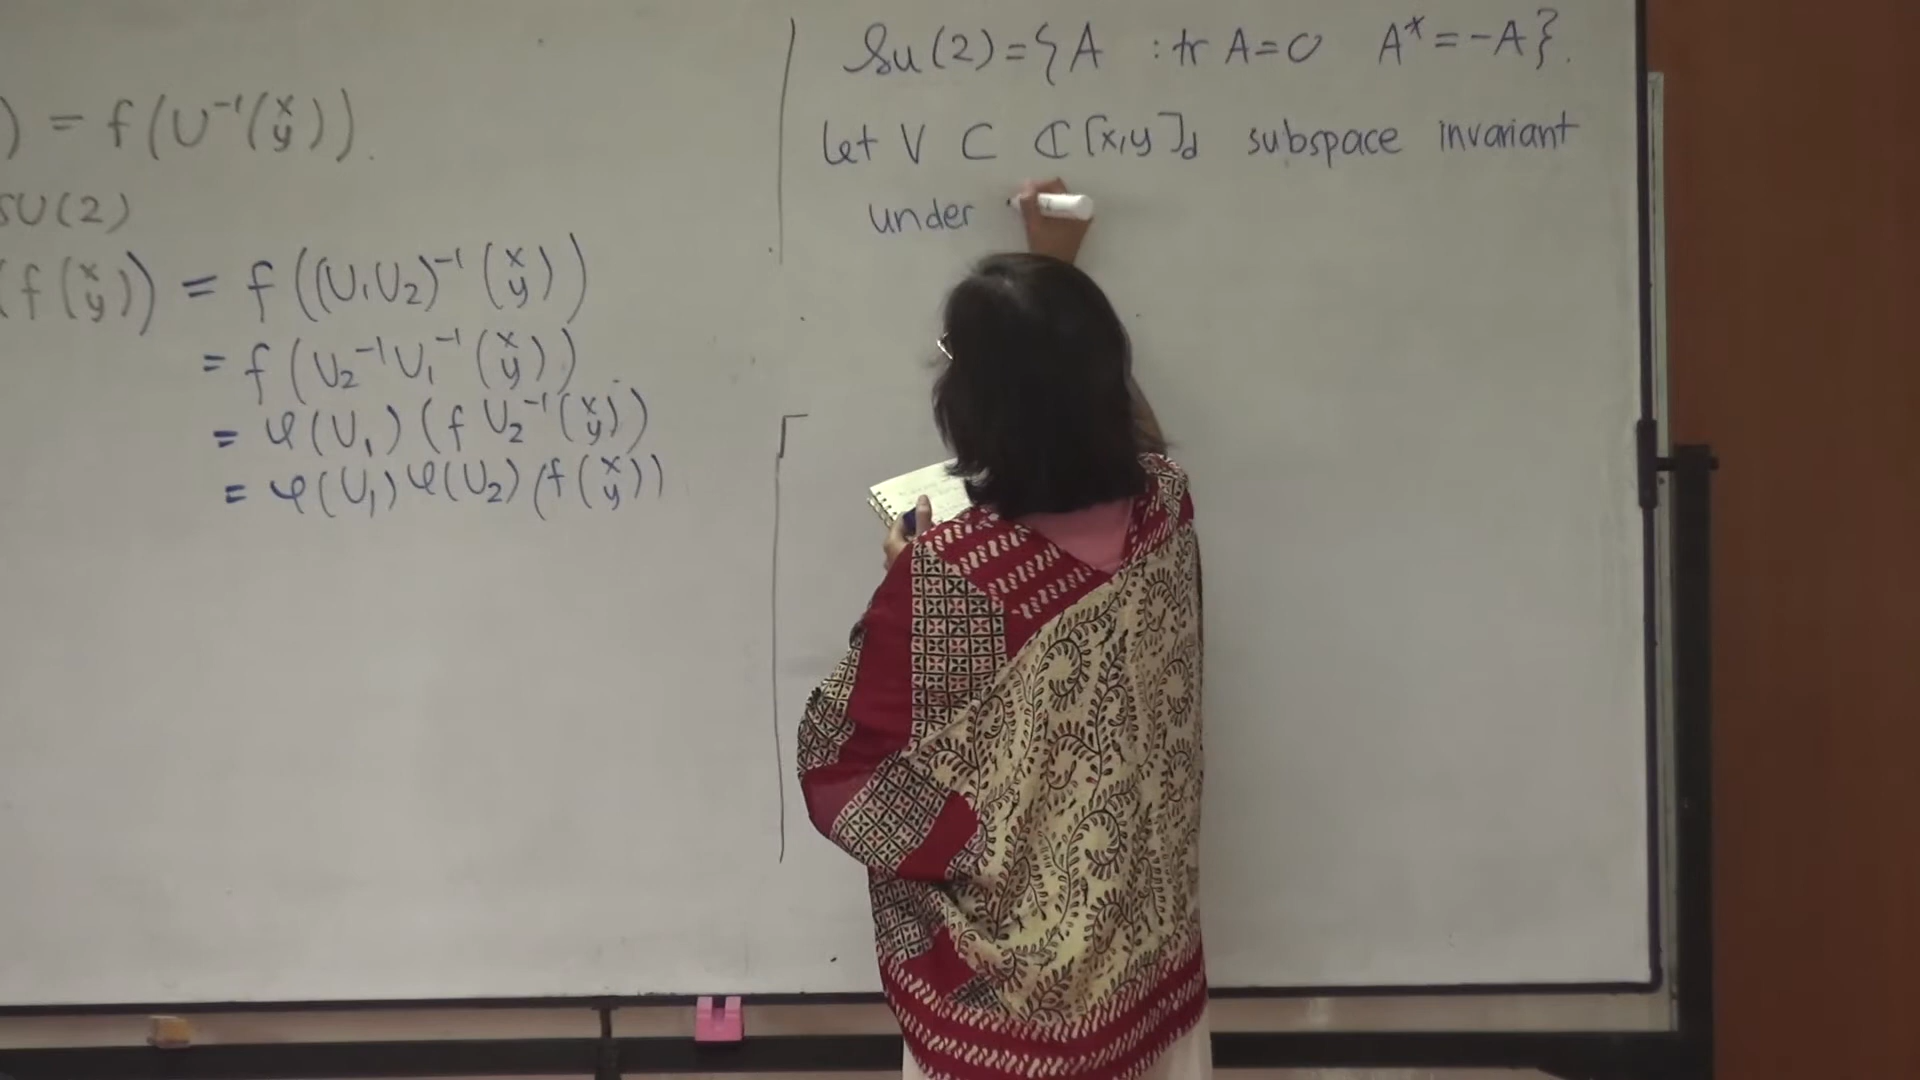 ) = f(U⁻¹(x y)).
SU(2)
(f(x y)) = f((U₁U₂)⁻¹(x y))
= f(U₂⁻¹U₁⁻¹(x y))
= φ(U₁)(f U₂⁻¹(x y))
= φ(U₁)φ(U₂)(f(x y))
su(2) = {A : tr A = 0 A* = -A}.
Let V ⊂ ℂ[x,y]_d subspace invariant
under